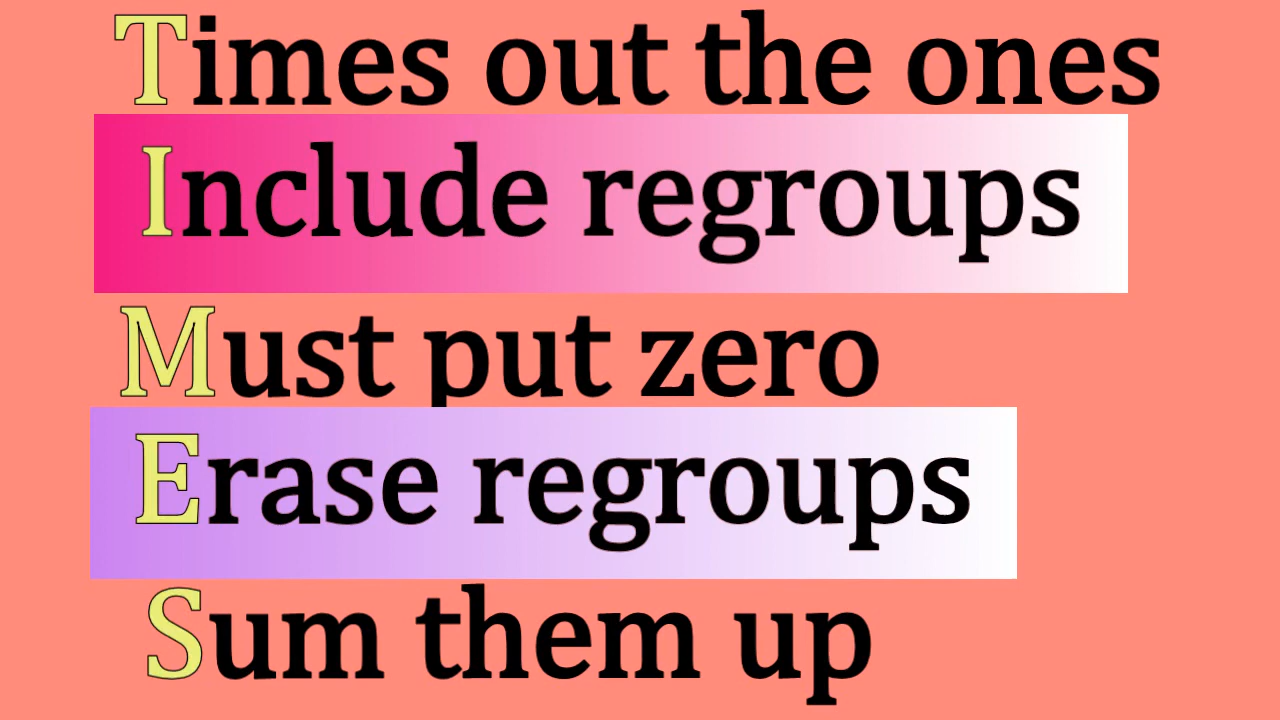 Times out the ones
Include regroups
Must put zero
Erase regroups
Sum them up